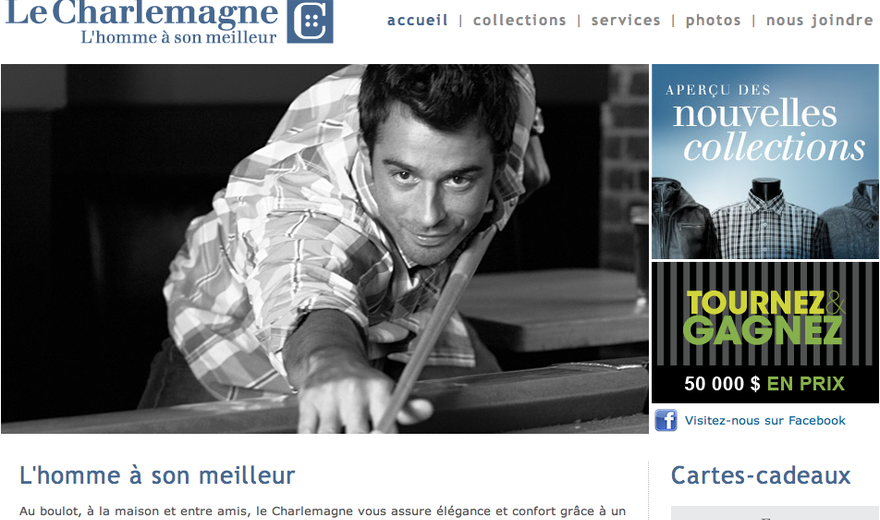 Le Charlemagne
L'homme à son meilleur
accueil | collections | services | photos | nous joindre
APERÇU DES
nouvelles
collections
TOURNEZ&
GAGNEZ
50 000 $ EN PRIX
Visitez-nous sur Facebook
L'homme à son meilleur
Cartes-cadeaux
Au boulot, à la maison et entre amis, le Charlemagne vous assure élégance et confort grâce à un